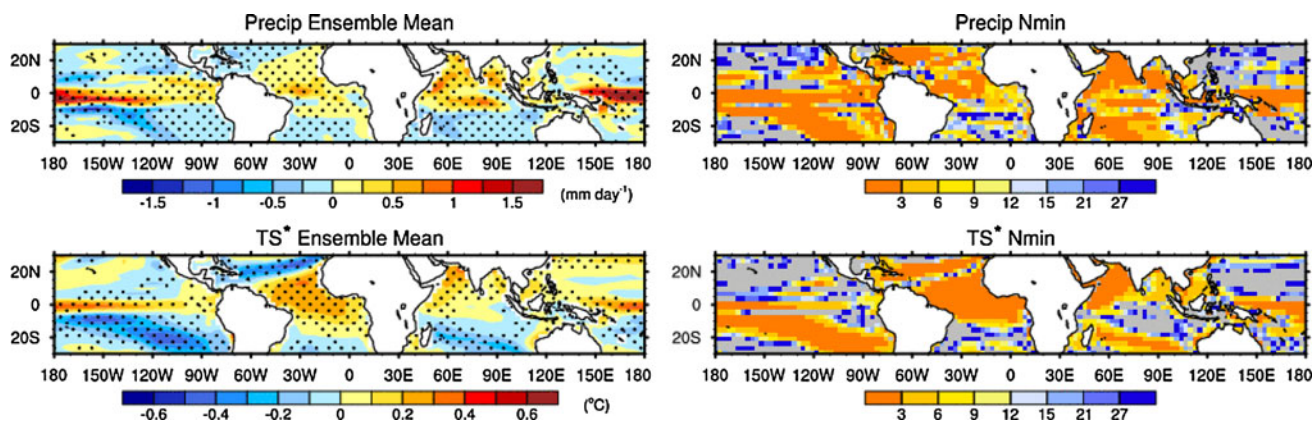 Precip Ensemble Mean
20N
0
20S
180 150W 120W 90W 60W 30W 0 30E 60E 90E 120E 150E 180
-1.5 -1 -0.5 0 0.5 1 1.5 (mm day-1)
Precip Nmin
20N
0
20S
180 150W 120W 90W 60W 30W 0 30E 60E 90E 120E 150E 180
3 6 9 12 15 21 27
TS* Ensemble Mean
20N
0
20S
180 150W 120W 90W 60W 30W 0 30E 60E 90E 120E 150E 180
-0.6 -0.4 -0.2 0 0.2 0.4 0.6 (°C)
TS* Nmin
20N
0
20S
180 150W 120W 90W 60W 30W 0 30E 60E 90E 120E 150E 180
3 6 9 12 15 21 27